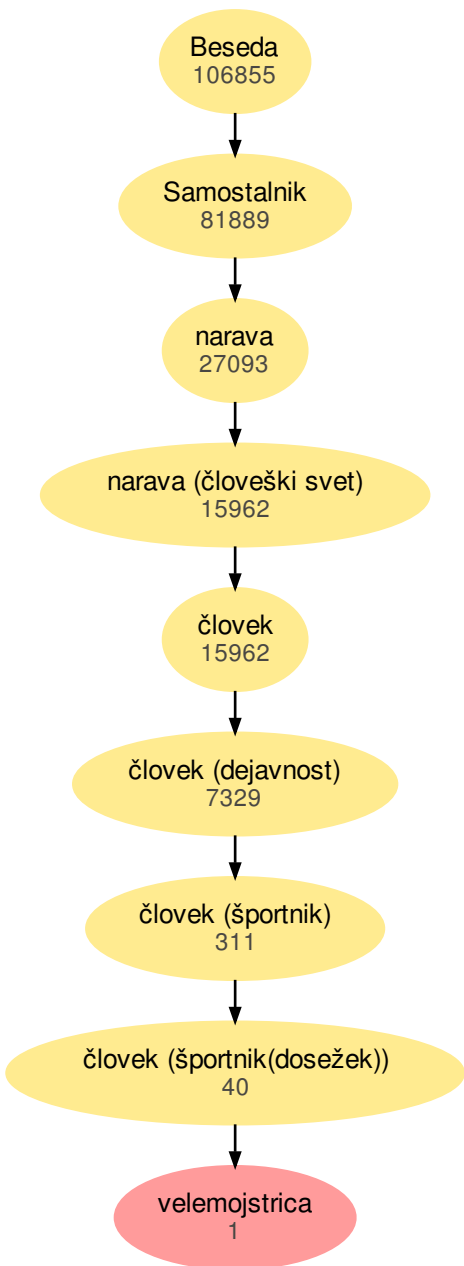 Beseda
106855
Samostalnik
81889
narava
27093
narava (človeški svet)
15962
človek
15962
človek (dejavnost)
7329
človek (športnik)
311
človek (športnik(dosežek))
40
velemojstrica
1